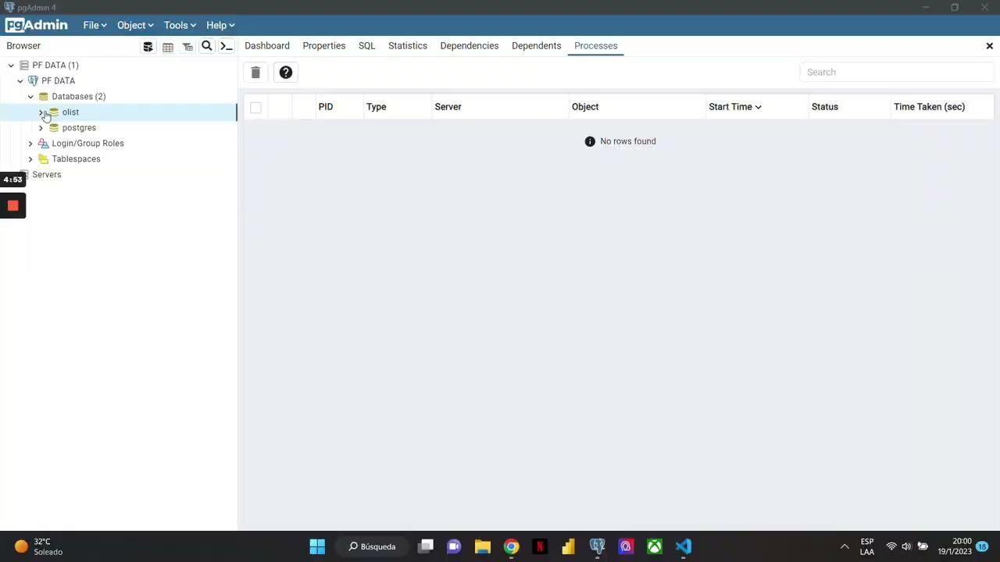 pgAdmin 4
pgAdmin File Object Tools Help
Browser
Dashboard Properties SQL Statistics Dependencies Dependents Processes
PF DATA (1)
PF DATA
Databases (2)
olist
postgres
Login/Group Roles
Tablespaces
Servers
4:53
Search
PID Type Server Object Start Time Status Time Taken (sec)
No rows found
32°C
Soleado
Búsqueda
ESP
LAA
20:00
19/1/2023
18